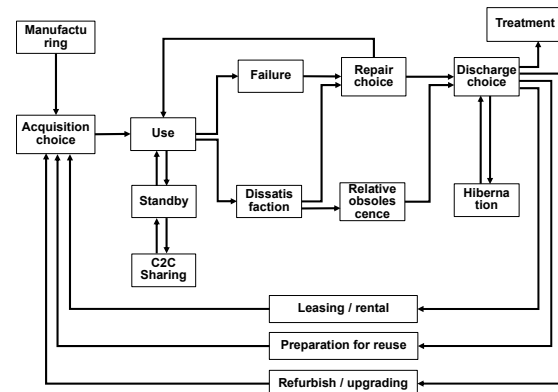 Treatment
Manufactu
ring
Failure
Repair
choice
Discharge
choice
Acquisition
choice
Use
Standby
Dissatis
faction
Relative
obsoles
cence
Hiberna
tion
C2C
Sharing
Leasing / rental
Preparation for reuse
Refurbish / upgrading